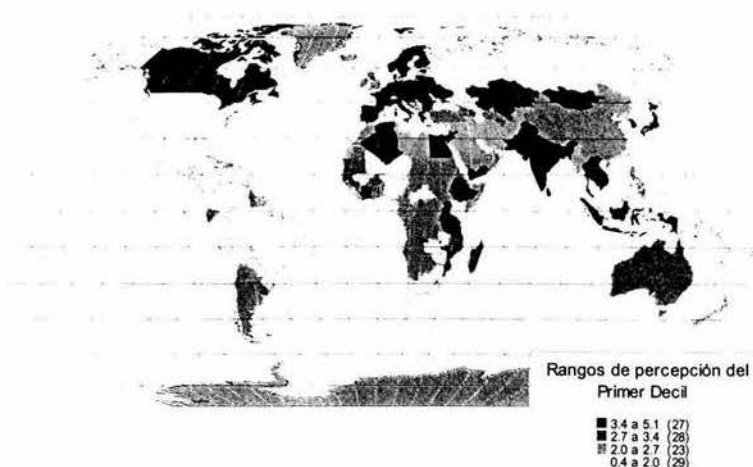 Rangos de percepción del
Primer Decil
3.4 a 5.1 (27)
2.7 a 3.4 (28)
2.0 a 2.7 (23)
0.4 a 2.0 (29)